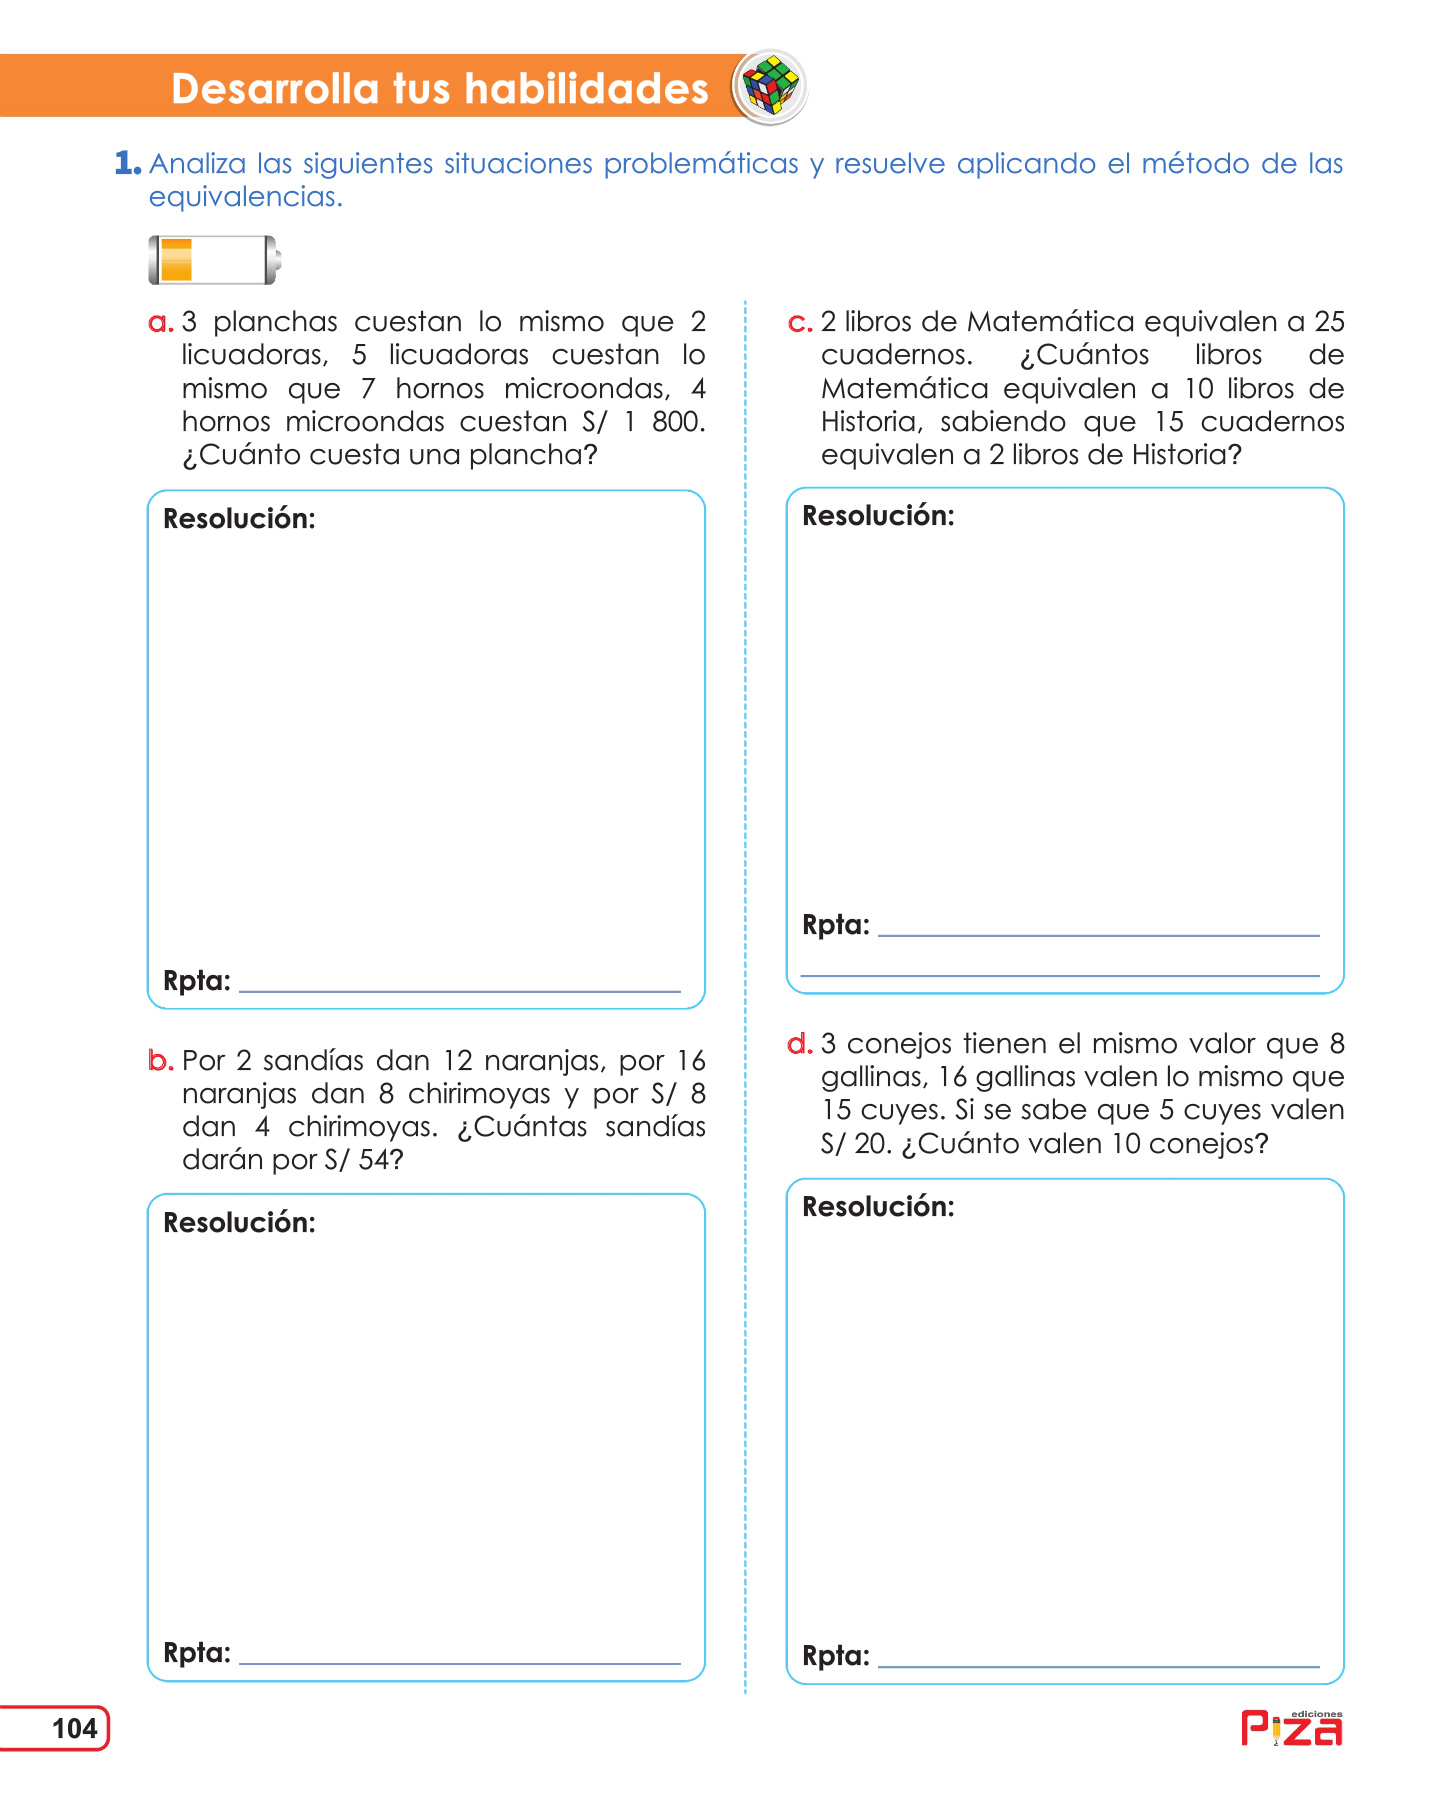 Desarrolla tus habilidades
1. Analiza las siguientes situaciones problemáticas y resuelve aplicando el método de las
equivalencias.
a. 3 planchas cuestan lo mismo que 2
licuadoras, 5 licuadoras cuestan lo
mismo que 7 hornos microondas, 4
hornos microondas cuestan S/ 1 800.
¿Cuánto cuesta una plancha?
Resolución:
Rpta:
b. Por 2 sandías dan 12 naranjas, por 16
naranjas dan 8 chirimoyas y por S/ 8
dan 4 chirimoyas. ¿Cuántas sandías
darán por S/ 54?
Resolución:
Rpta:
c. 2 libros de Matemática equivalen a 25
cuadernos. ¿Cuántos libros de
Matemática equivalen a 10 libros de
Historia, sabiendo que 15 cuadernos
equivalen a 2 libros de Historia?
Resolución:
Rpta:
d. 3 conejos tienen el mismo valor que 8
gallinas, 16 gallinas valen lo mismo que
15 cuyes. Si se sabe que 5 cuyes valen
S/ 20. ¿Cuánto valen 10 conejos?
Resolución:
Rpta:
104
ediciones
Piza